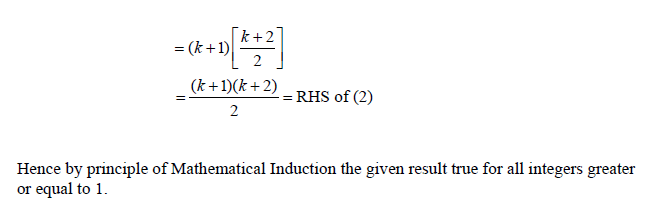 = (k+1)[(k+2)/2]
= (k+1)(k+2)/2 = RHS of (2)
Hence by principle of Mathematical Induction the given result true for all integers greater
or equal to 1.